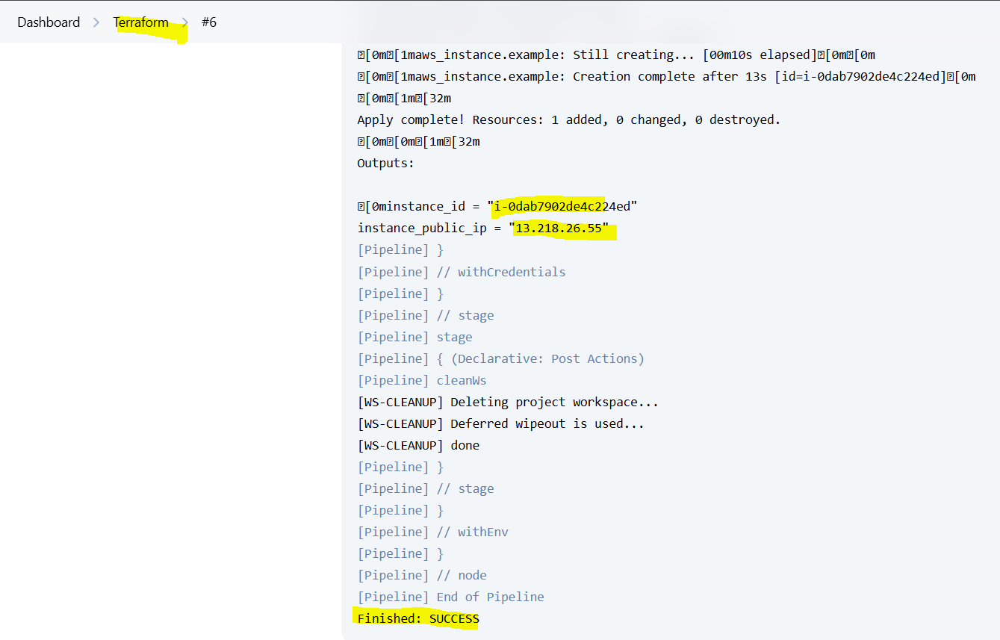 Dashboard > Terraform > #6
␛[0m␛[1maws_instance.example: Still creating... [00m10s elapsed]␛[0m␛[0m
␛[0m␛[1maws_instance.example: Creation complete after 13s [id=i-0dab7902de4c224ed]␛[0m
␛[0m␛[1m␛[32m
Apply complete! Resources: 1 added, 0 changed, 0 destroyed.
␛[0m␛[0m␛[1m␛[32m
Outputs:
␛[0minstance_id = "i-0dab7902de4c224ed"
instance_public_ip = "13.218.26.55"
[Pipeline] }
[Pipeline] // withCredentials
[Pipeline] }
[Pipeline] // stage
[Pipeline] stage
[Pipeline] { (Declarative: Post Actions)
[Pipeline] cleanWs
[WS-CLEANUP] Deleting project workspace...
[WS-CLEANUP] Deferred wipeout is used...
[WS-CLEANUP] done
[Pipeline] }
[Pipeline] // stage
[Pipeline] }
[Pipeline] // withEnv
[Pipeline] }
[Pipeline] // node
[Pipeline] End of Pipeline
Finished: SUCCESS